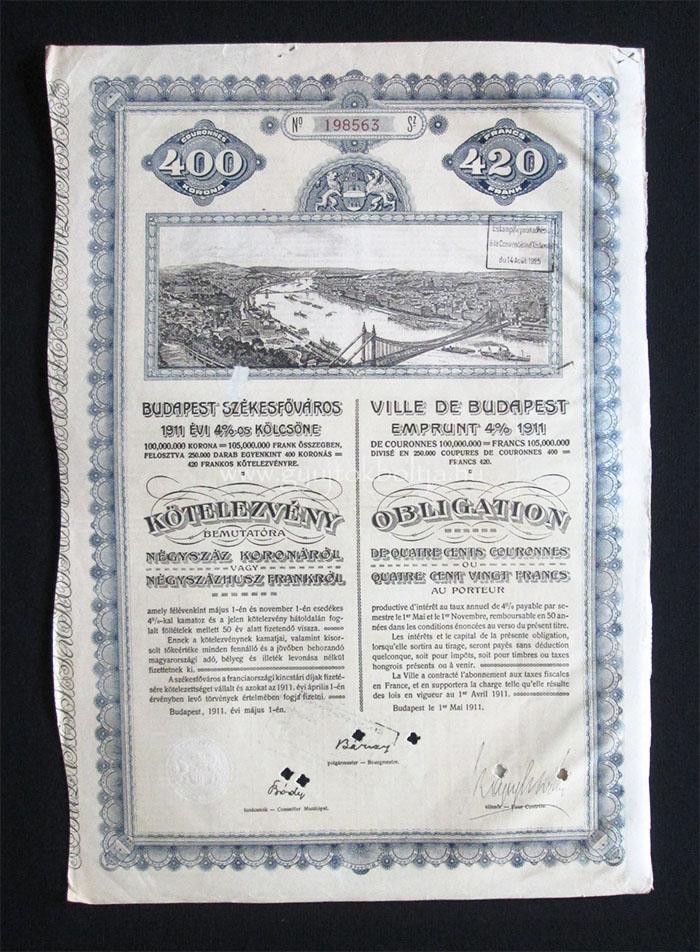 BUDAPEST
Nº 198563 Sz
COURONNES
400
KORONA
FRANCS
420
FRANK
Estampille
à la Convention
du 14 Août 1925
BUDAPEST SZÉKESFŐVÁROS
1911 ÉVI 4%-OS KÖLCSÖNE
100,000.000 KORONA = 105,000.000 FRANK ÖSSZEGBEN,
FELOSZTVA 250.000 DARAB EGYENKINT 400 KORONÁS =
420 FRANKOS KÖTELEZVÉNYRE.
KÖTELEZVÉNY
BEMUTATÓRA
NÉGYSZÁZ KORONÁRÓL
VAGY
NÉGYSZÁZHUSZ FRANKRÓL
amely félévenkint május 1-én és november 1-én esedékes
4%-kal kamatoz és a jelen kötelezvény hátoldalán fog-
lalt föltételek mellett 50 év alatt fizetendő vissza.
Ennek a kötelezvénynek kamatjai, valamint kisor-
solt tőkeértéke minden fennálló és a jövőben behozandó
magyarországi adó, bélyeg és illeték levonása nélkül
fizettetnek ki.
A székesfőváros a franciaországi kincstári díjak fizeté-
sére kötelezettséget vállalt és azokat az 1911. évi április 1-én
érvényben levő törvények értelmében fogja fizetni.
Budapest, 1911. évi május 1-én.
VILLE DE BUDAPEST
EMPRUNT 4% 1911
DE COURONNES 100,000.000 = FRANCS 105,000.000
DIVISÉ EN 250.000 COUPURES DE COURONNES 400 =
FRANCS 420.
OBLIGATION
DE QUATRE CENTS COURONNES
OU
QUATRE CENT VINGT FRANCS
AU PORTEUR
productive d'intérêt au taux annuel de 4% payable par se-
mestre le 1er Mai et le 1er Novembre, remboursable en 50 an-
nées dans les conditions énoncées au verso du présent titre.
Les intérêts et le capital de la présente obligation,
lorsqu'elle sortira au tirage, seront payés sans déduction
quelconque, soit pour impôts, soit pour timbres ou taxes
hongrois présents ou à venir.
La Ville a contracté l'abonnement aux taxes fiscales
en France, et en supportera la charge telle qu'elle résulte
des lois en vigueur au 1er Avril 1911.
Budapest le 1er Mai 1911.
Bárczy
polgármester — Bourgmestre.
Bódy
tanácsnok — Conseiller Municipal.
ellenőr — Pour Contrôle.
www.gyujtokboltja.hu